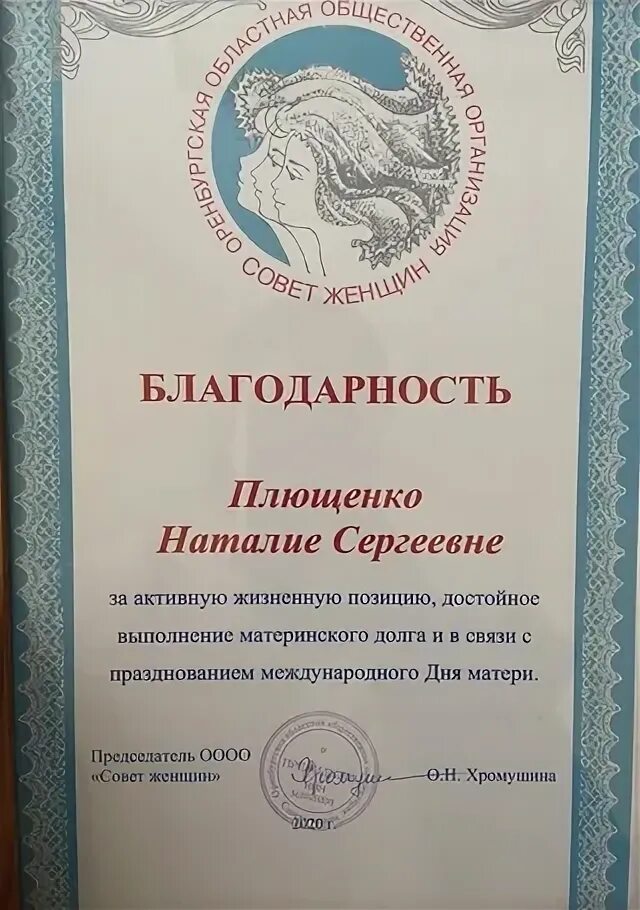 ОРЕНБУРГСКАЯ ОБЛАСТНАЯ ОБЩЕСТВЕННАЯ ОРГАНИЗАЦИЯ
СОВЕТ ЖЕНЩИН
БЛАГОДАРНОСТЬ
Плющенко
Наталие Сергеевне
за активную жизненную позицию, достойное
выполнение материнского долга и в связи с
празднованием международного Дня матери.
Председатель ОООО
«Совет женщин»
О.Н. Хромушина
2020 г.